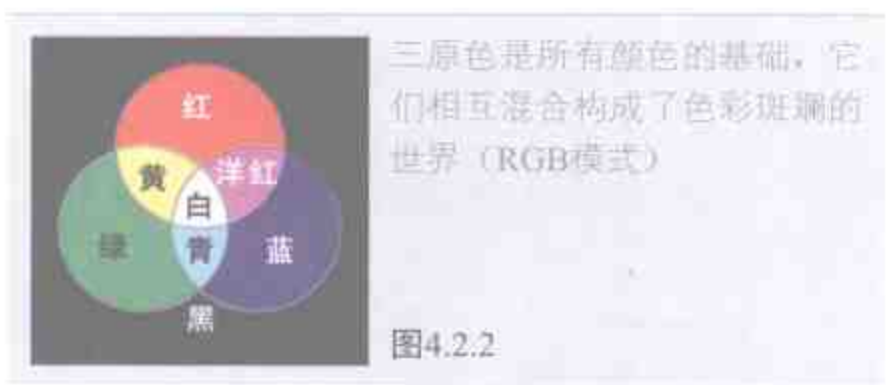 红
黄
洋红
白
绿
青
蓝
黑
三原色是所有颜色的基础，它
们相互混合构成了色彩斑斓的
世界（RGB模式）
图4.2.2